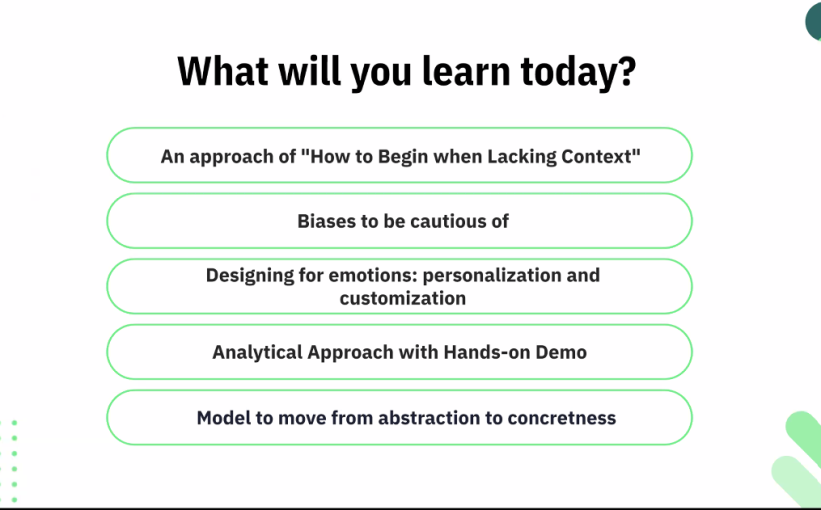 What will you learn today?
An approach of "How to Begin when Lacking Context"
Biases to be cautious of
Designing for emotions: personalization and
customization
Analytical Approach with Hands-on Demo
Model to move from abstraction to concretness